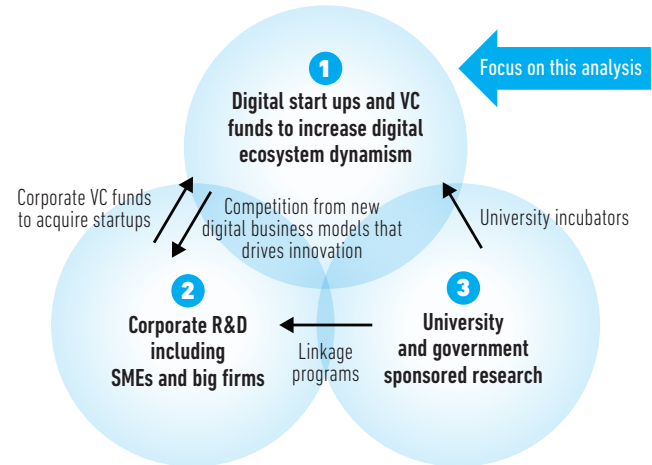 1
Focus on this analysis
Digital start ups and VC
funds to increase digital
ecosystem dynamism
Corporate VC funds
to acquire startups
Competition from new
digital business models that
drives innovation
University incubators
2
Corporate R&D
including
SMEs and big firms
Linkage
programs
3
University
and government
sponsored research